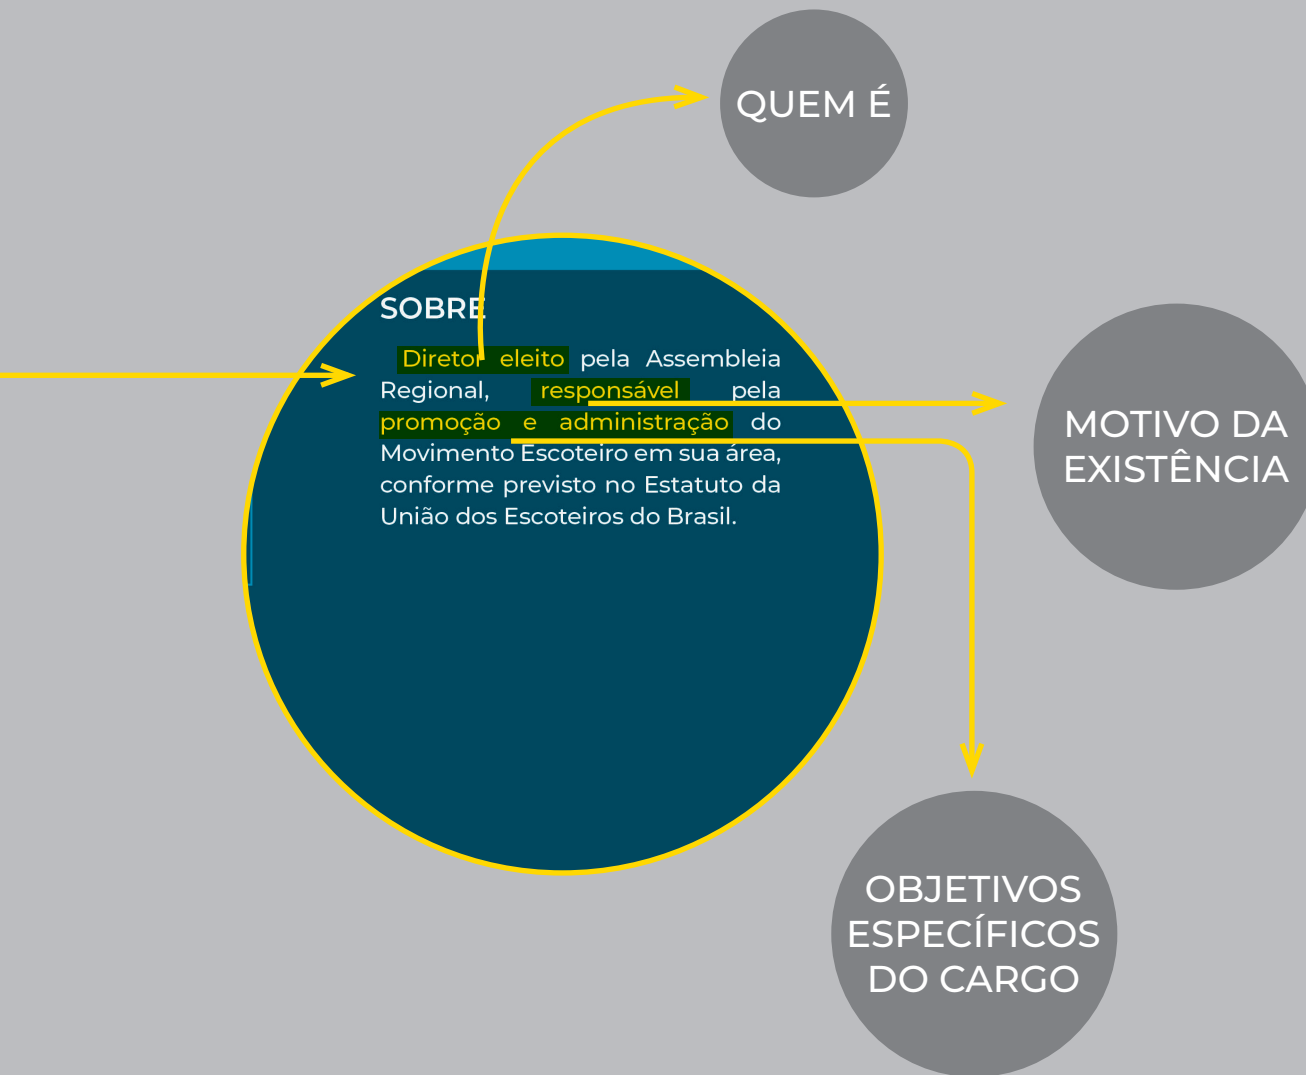 QUEM É
SOBRE
Diretor eleito pela Assembleia
Regional, responsável pela
promoção e administração do
Movimento Escoteiro em sua área,
conforme previsto no Estatuto da
União dos Escoteiros do Brasil.
MOTIVO DA
EXISTÊNCIA
OBJETIVOS
ESPECÍFICOS
DO CARGO